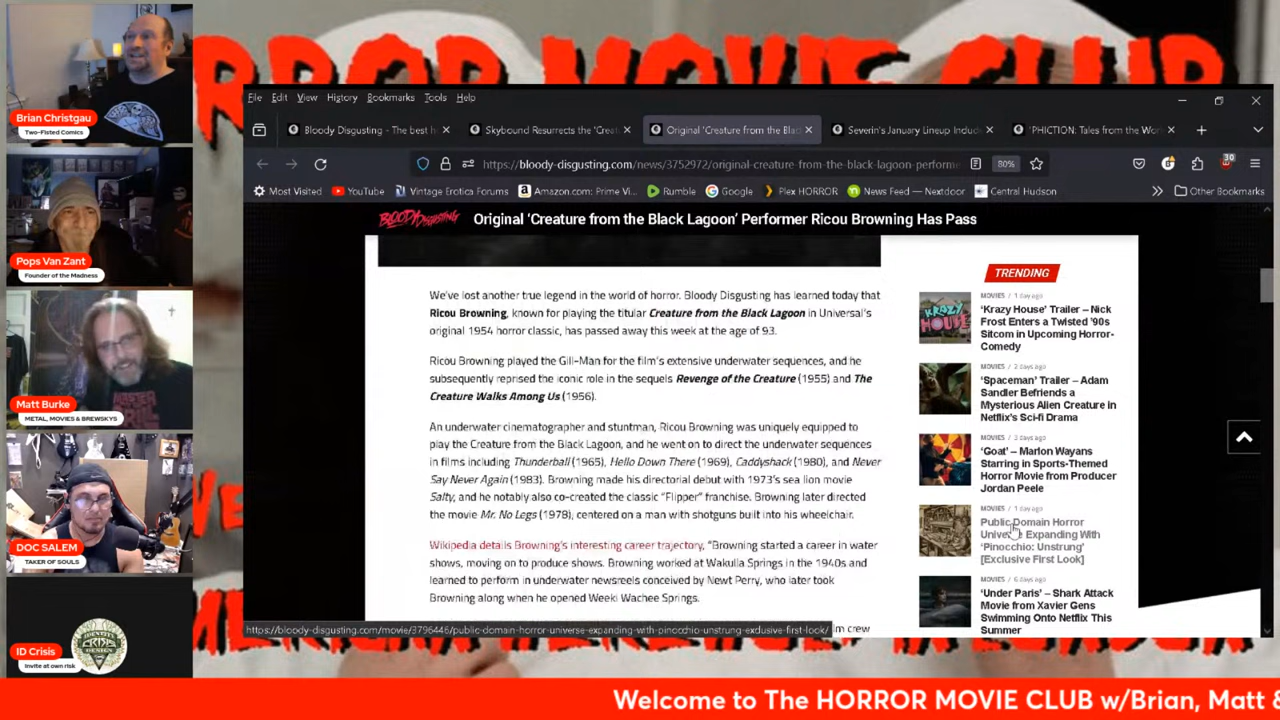 HORROR MOVIE CLUB
Brian Christgau
Two-Fisted Comics
Pops Van Zant
Founder of the Madness
Matt Burke
METAL, MOVIES & BREWSKYS
DOC SALEM
TAKER OF SOULS
ID Crisis
Invite at own risk
File Edit View History Bookmarks Tools Help
Bloody Disgusting - The best h
Skybound Resurrects the 'Creat
Original 'Creature from the Blac
Severin's January Lineup Includ
'PHICTION: Tales from the Wor
https://bloody-disgusting.com/news/3752972/original-creature-from-the-black-lagoon-performe
80%
30
Most Visited YouTube Vintage Erotica Forums Amazon.com: Prime Vi... Rumble Google Plex HORROR News Feed — Nextdoor Central Hudson Other Bookmarks
BLOODY DISGUSTING
Original 'Creature from the Black Lagoon' Performer Ricou Browning Has Pass
We've lost another true legend in the world of horror. Bloody Disgusting has learned today that
Ricou Browning, known for playing the titular Creature from the Black Lagoon in Universal's
original 1954 horror classic, has passed away this week at the age of 93.
Ricou Browning played the Gill-Man for the film's extensive underwater sequences, and he
subsequently reprised the iconic role in the sequels Revenge of the Creature (1955) and The
Creature Walks Among Us (1956).
An underwater cinematographer and stuntman, Ricou Browning was uniquely equipped to
play the Creature from the Black Lagoon, and he went on to direct the underwater sequences
in films including Thunderball (1965), Hello Down There (1969), Caddyshack (1980), and Never
Say Never Again (1983). Browning made his directorial debut with 1973's sea lion movie
Salty, and he notably also co-created the classic "Flipper" franchise. Browning later directed
the movie Mr. No Legs (1978), centered on a man with shotguns built into his wheelchair.
Wikipedia details Browning's interesting career trajectory, "Browning started a career in water
shows, moving on to produce shows. Browning worked at Wakulla Springs in the 1940s and
learned to perform in underwater newsreels conceived by Newt Perry, who later took
Browning along when he opened Weeki Wachee Springs.
m crew
TRENDING
MOVIES / 1 day ago
'Krazy House' Trailer – Nick
Frost Enters a Twisted '90s
Sitcom in Upcoming Horror-
Comedy
MOVIES / 2 days ago
'Spaceman' Trailer – Adam
Sandler Befriends a
Mysterious Alien Creature in
Netflix's Sci-fi Drama
MOVIES / 3 days ago
'Goat' – Marlon Wayans
Starring in Sports-Themed
Horror Movie from Producer
Jordan Peele
MOVIES / 1 day ago
Public Domain Horror
Universe Expanding With
'Pinocchio: Unstrung'
[Exclusive First Look]
MOVIES / 6 days ago
'Under Paris' – Shark Attack
Movie from Xavier Gens
Swimming Onto Netflix This
Summer
https://bloody-disgusting.com/movie/3796446/public-domain-horror-universe-expanding-with-pinocchio-unstrung-exclusive-first-look/
Welcome to The HORROR MOVIE CLUB w/Brian, Matt &